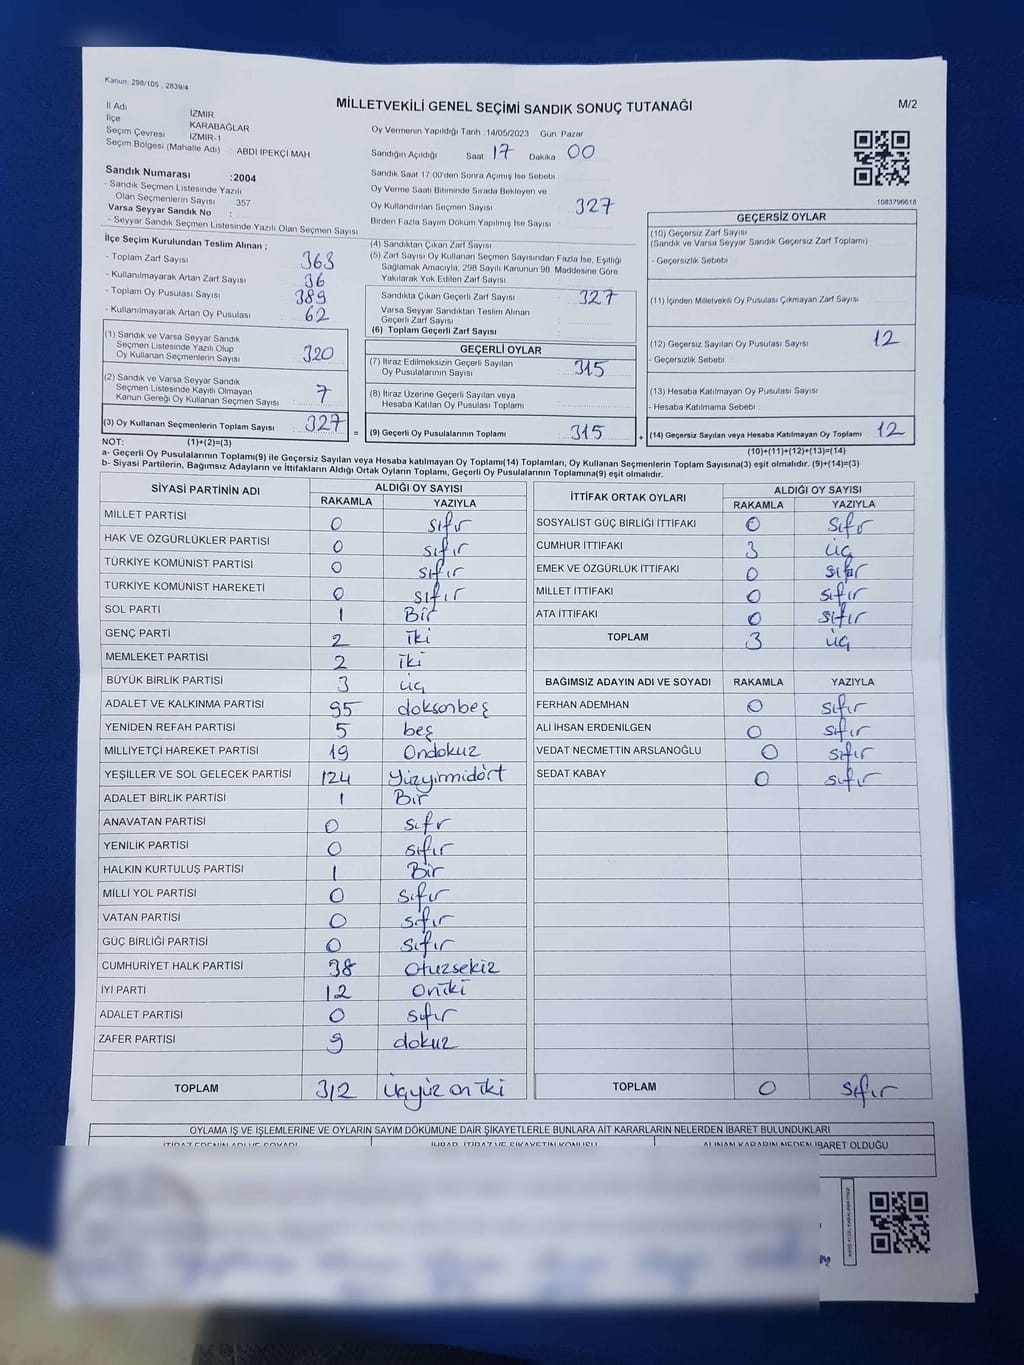 Kanun: 298/105 , 2839/4
MİLLETVEKİLİ GENEL SEÇİMİ SANDIK SONUÇ TUTANAĞI
M/2
İl Adı İZMİR
İlçe KARABAĞLAR
Seçim Çevresi İZMİR-1
Seçim Bölgesi (Mahalle Adı) : ABDİ İPEKÇİ MAH
Oy Vermenin Yapıldığı Tarih :14/05/2023 Gün: Pazar
Sandığın Açıldığı Saat: 17 Dakika 00
Sandık Saat 17:00'den Sonra Açımış İse Sebebi
Oy Verme Saati Bitiminde Sırada Bekleyen ve
Oy Kullandırılan Seçmen Sayısı 327
Birden Fazla Sayım Döküm Yapılmış İse Sayısı
1083796616
Sandık Numarası :2004
- Sandık Seçmen Listesinde Yazılı
Olan Seçmenlerin Sayısı 357
Varsa Seyyar Sandık No :
- Seyyar Sandık Seçmen Listesinde Yazılı Olan Seçmen Sayısı
İlçe Seçim Kurulundan Teslim Alınan ;
- Toplam Zarf Sayısı 363
- Kullanılmayarak Artan Zarf Sayısı 36
- Toplam Oy Pusulası Sayısı 389
- Kullanılmayarak Artan Oy Pusulası 62
(1) Sandık ve Varsa Seyyar Sandık
Seçmen Listesinde Yazılı Olup
Oy Kullanan Seçmenlerin Sayısı 320
(2) Sandık ve Varsa Seyyar Sandık
Seçmen Listesinde Kayıtlı Olmayan
Kanun Gereği Oy Kullanan Seçmen Sayısı 7
(3) Oy Kullanan Seçmenlerin Toplam Sayısı 327 =
(4) Sandıktan Çıkan Zarf Sayısı
(5) Zarf Sayısı Oy Kullanan Seçmen Sayısından Fazla İse, Eşitliği
Sağlamak Amacıyla, 298 Sayılı Kanunun 98. Maddesine Göre
Yakılarak Yok Edilen Zarf Sayısı
Sandıkta Çıkan Geçerli Zarf Sayısı 327
Varsa Seyyar Sandıktan Teslim Alınan
Geçerli Zarf Sayısı :
(6) Toplam Geçerli Zarf Sayısı :
GEÇERLİ OYLAR
(7) İtiraz Edilmeksizin Geçerli Sayılan
Oy Pusulalarının Sayısı 315
(8) İtiraz Üzerine Geçerli Sayılan veya
Hesaba Katılan Oy Pusulası Toplamı
(9) Geçerli Oy Pusulalarının Toplamı 315 +
GEÇERSİZ OYLAR
(10) Geçersiz Zarf Sayısı
(Sandık ve Varsa Seyyar Sandık Geçersiz Zarf Toplamı)
- Geçersizlik Sebebi
(11) İçinden Milletvekili Oy Pusulası Çıkmayan Zarf Sayısı
(12) Geçersiz Sayılan Oy Pusulası Sayısı 12
- Geçersizlik Sebebi
(13) Hesaba Katılmayan Oy Pusulası Sayısı
- Hesaba Katılmama Sebebi :
(14) Geçersiz Sayılan veya Hesaba Katılmayan Oy Toplamı 12
NOT: (1)+(2)=(3)
(10)+(11)+(12)+(13)=(14)
a- Geçerli Oy Pusulalarının Toplamı(9) ile Geçersiz Sayılan veya Hesaba katılmayan Oy Toplamı(14) Toplamları, Oy Kullanan Seçmenlerin Toplam Sayısına(3) eşit olmalıdır. (9)+(14)=(3)
b- Siyasi Partilerin, Bağımsız Adayların ve İttifakların Aldığı Ortak Oyların Toplamı, Geçerli Oy Pusulalarının Toplamına(9) eşit olmalıdır.
SİYASİ PARTİNİN ADI ALDIĞI OY SAYISI
RAKAMLA YAZIYLA
MİLLET PARTİSİ 0 sıfır
HAK VE ÖZGÜRLÜKLER PARTİSİ 0 sıfır
TÜRKİYE KOMÜNİST PARTİSİ 0 sıfır
TÜRKİYE KOMÜNİST HAREKETİ 0 sıfır
SOL PARTİ 1 Bir
GENÇ PARTİ 2 iki
MEMLEKET PARTİSİ 2 iki
BÜYÜK BİRLİK PARTİSİ 3 üç
ADALET VE KALKINMA PARTİSİ 95 doksonbeş
YENİDEN REFAH PARTİSİ 5 beş
MİLLİYETÇİ HAREKET PARTİSİ 19 Ondokuz
YEŞİLLER VE SOL GELECEK PARTİSİ 124 Yüzyirmidört
ADALET BİRLİK PARTİSİ 1 Bir
ANAVATAN PARTİSİ 0 sıfr
YENİLİK PARTİSİ 0 sıfır
HALKIN KURTULUŞ PARTİSİ 1 Bir
MİLLİ YOL PARTİSİ 0 sıfır
VATAN PARTİSİ 0 sıfır
GÜÇ BİRLİĞİ PARTİSİ 0 sıfır
CUMHURİYET HALK PARTİSİ 38 Otuzsekiz
İYİ PARTİ 12 Oniki
ADALET PARTİSİ 0 sıfır
ZAFER PARTİSİ 9 dokuz
TOPLAM 312 Üçyüz on iki
İTTİFAK ORTAK OYLARI ALDIĞI OY SAYISI
RAKAMLA YAZIYLA
SOSYALİST GÜÇ BİRLİĞİ İTTİFAKI 0 Sıfır
CUMHUR İTTİFAKI 3 üç
EMEK VE ÖZGÜRLÜK İTTİFAKI 0 sıfır
MİLLET İTTİFAKI 0 sıfır
ATA İTTİFAKI 0 sıfır
TOPLAM 3 üç
BAĞIMSIZ ADAYIN ADI VE SOYADI RAKAMLA YAZIYLA
FERHAN ADEMHAN 0 sıfır
ALİ İHSAN ERDENİLGEN 0 sıfır
VEDAT NECMETTİN ARSLANOĞLU 0 sıfır
SEDAT KABAY 0 sıfır
TOPLAM 0 sıfır
OYLAMA İŞ VE İŞLEMLERİNE VE OYLARIN SAYIM DÖKÜMÜNE DAİR ŞİKAYETLERLE BUNLARA AİT KARARLARIN NELERDEN İBARET BULUNDUKLARI
İTİRAZ EDENİN ADI VE SOYADI İHBAR, İTİRAZ VE ŞİKAYETİN KONUSU ALINAN KARARIN NEDEN İBARET OLDUĞU